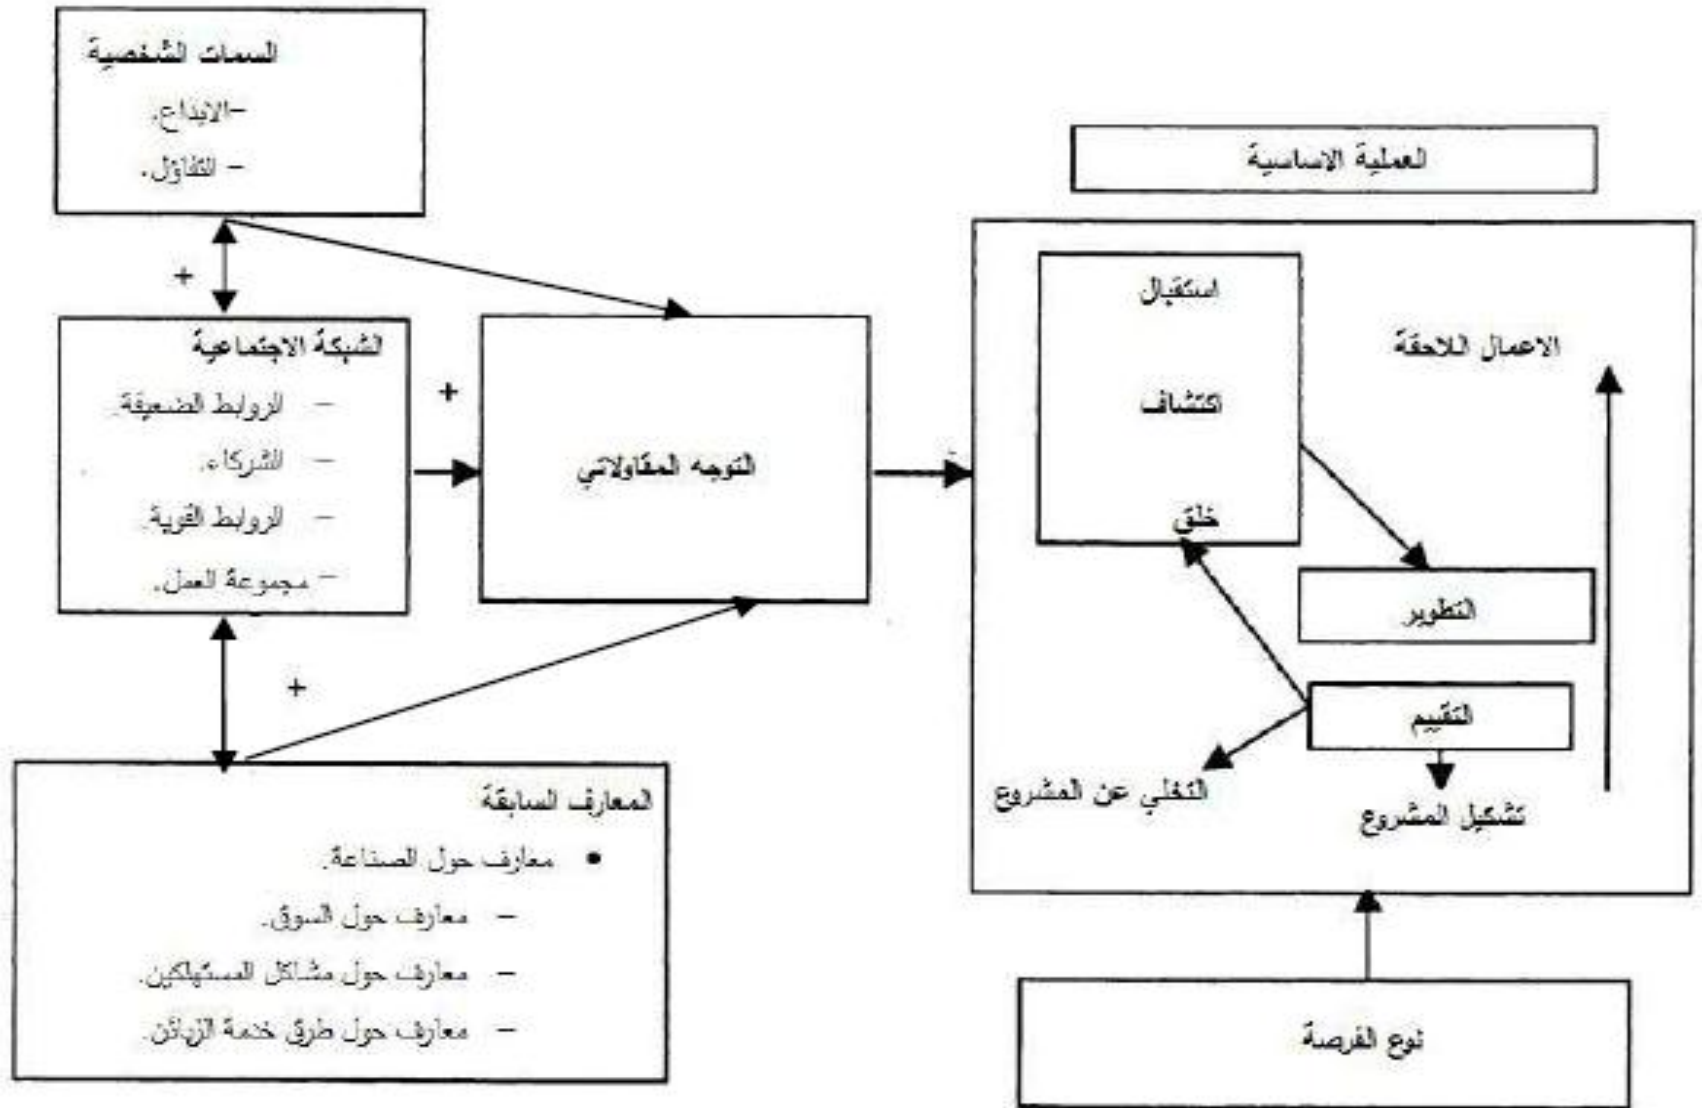 السمات الشخصية
-الابداع.
- التفاؤل.
+
الشبكة الاجتماعية
- الروابط الضعيفة.
- الشركاء.
- الروابط القوية.
- مجموعة العمل.
+
التوجه المقاولاتي
+
المعارف السابقة
• معارف حول الصناعة.
- معارف حول السوق.
- معارف حول مشاكل المستهلكين.
- معارف حول طرق خدمة الزبائن.
العملية الاساسية
استقبال
اكتشاف
خلق
الاعمال اللاحقة
التطوير
التقييم
التخلي عن المشروع
تشكيل المشروع
نوع الفرصة